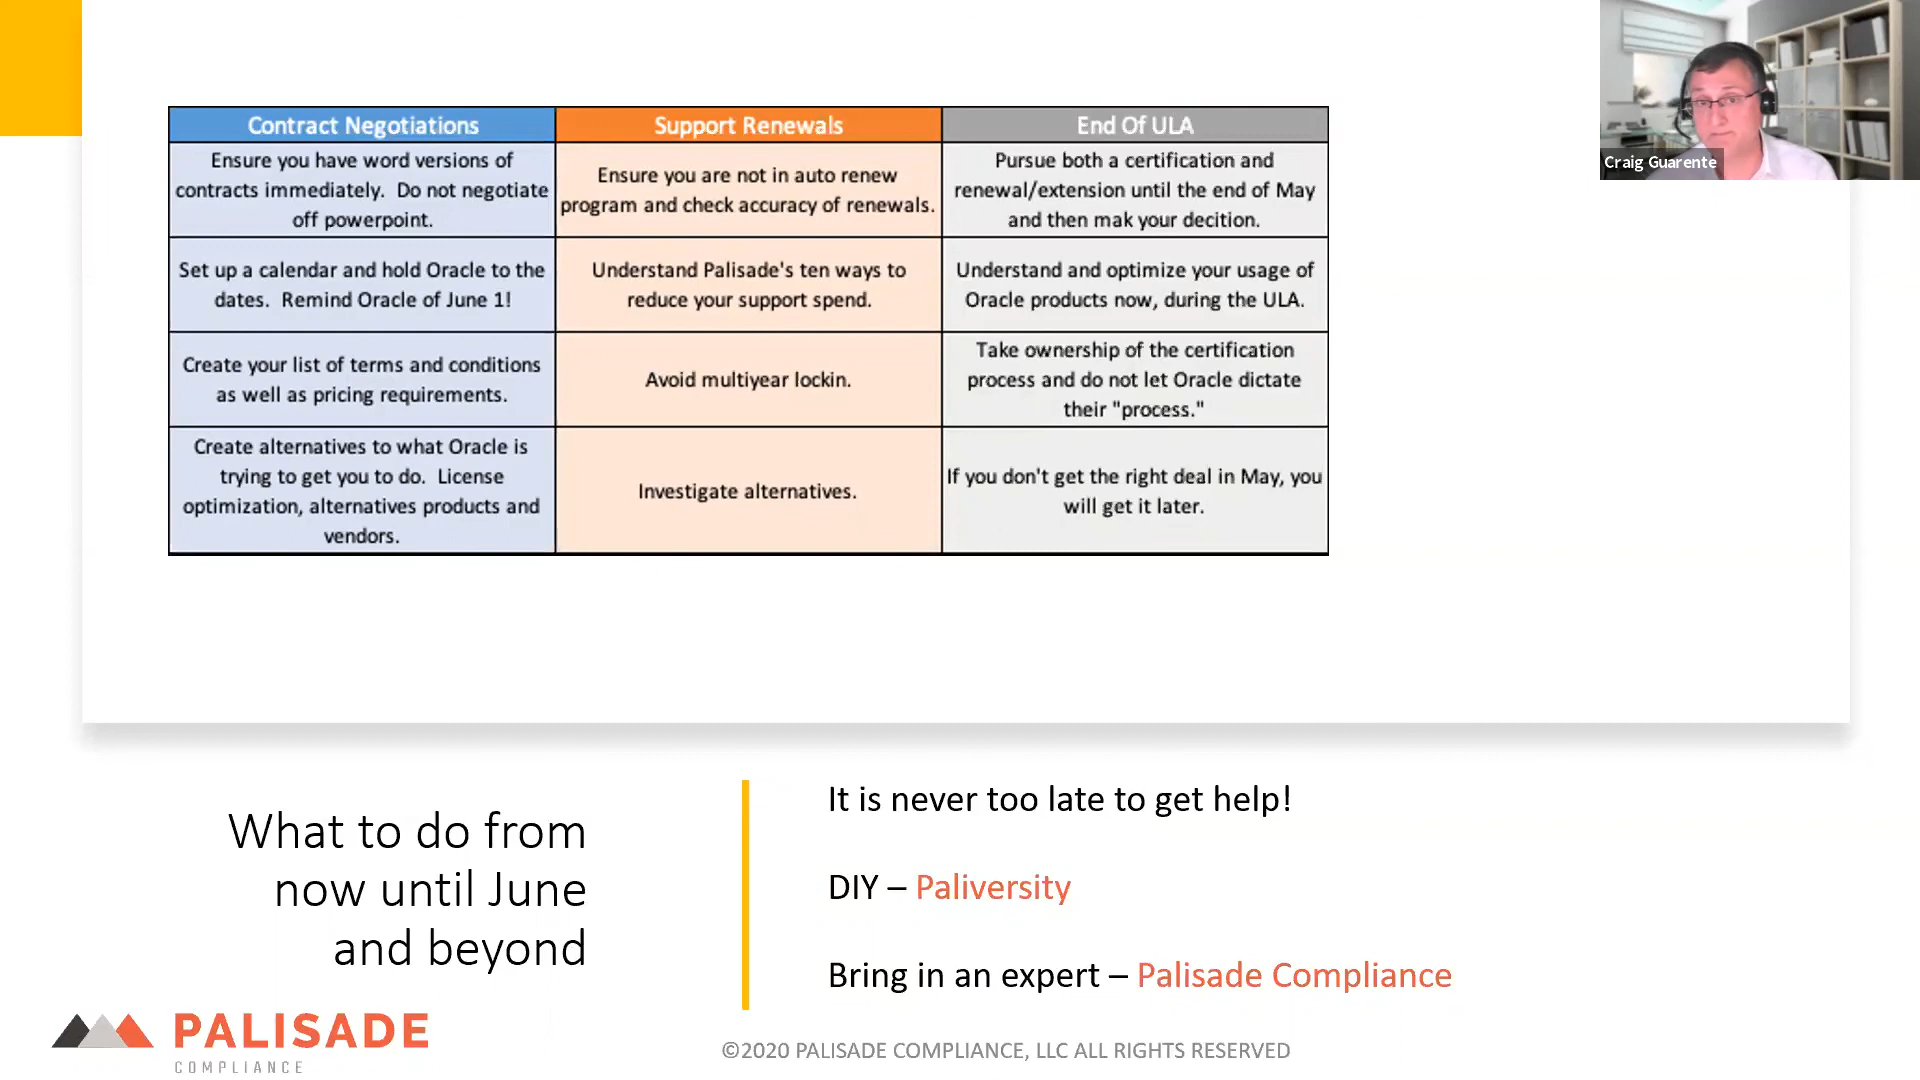 Craig Guarente
Contract Negotiations
Support Renewals
End Of ULA
Ensure you have word versions of
contracts immediately.  Do not negotiate
off powerpoint.
Ensure you are not in auto renew
program and check accuracy of renewals.
Pursue both a certification and
renewal/extension until the end of May
and then mak your decition.
Set up a calendar and hold Oracle to the
dates.  Remind Oracle of June 1!
Understand Palisade's ten ways to
reduce your support spend.
Understand and optimize your usage of
Oracle products now, during the ULA.
Create your list of terms and conditions
as well as pricing requirements.
Avoid multiyear lockin.
Take ownership of the certification
process and do not let Oracle dictate
their "process."
Create alternatives to what Oracle is
trying to get you to do.  License
optimization, alternatives products and
vendors.
Investigate alternatives.
If you don't get the right deal in May, you
will get it later.
What to do from
now until June
and beyond
It is never too late to get help!
DIY – Paliversity
Bring in an expert – Palisade Compliance
PALISADE
COMPLIANCE
©2020 PALISADE COMPLIANCE, LLC ALL RIGHTS RESERVED